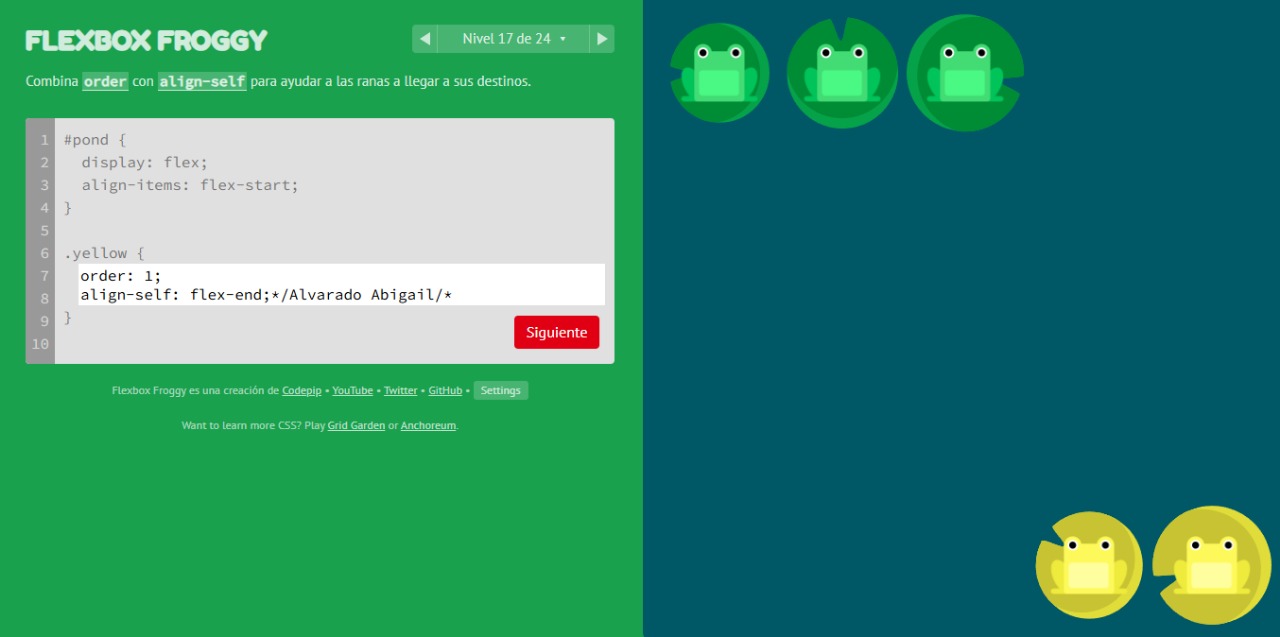 FLEXBOX FROGGY
◀ Nivel 17 de 24 ▾ ▶
Combina order con align-self para ayudar a las ranas a llegar a sus destinos.
1 #pond {
2 display: flex;
3 align-items: flex-start;
4 }
5
6 .yellow {
7 order: 1;
8 align-self: flex-end;*/Alvarado Abigail/*
9 }
10
Siguiente
Flexbox Froggy es una creación de Codepip • YouTube • Twitter • GitHub • Settings
Want to learn more CSS? Play Grid Garden or Anchoreum.